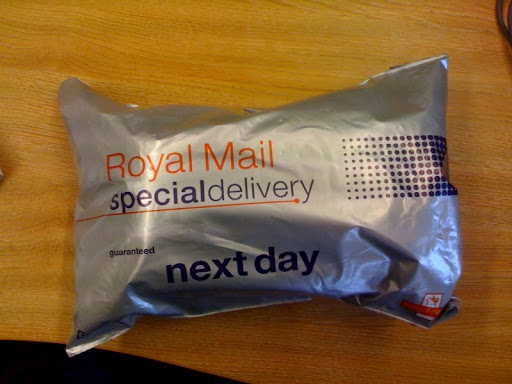 Royal Mail
specialdelivery
guaranteed
next day